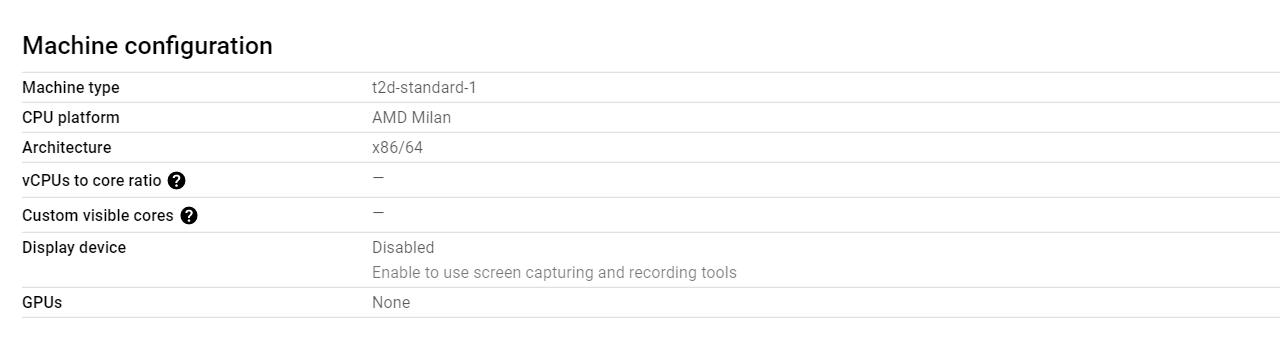 Machine configuration
Machine type t2d-standard-1
CPU platform AMD Milan
Architecture x86/64
vCPUs to core ratio ? —
Custom visible cores ? —
Display device Disabled
Enable to use screen capturing and recording tools
GPUs None